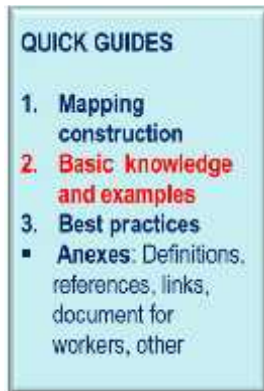 QUICK GUIDES
1. Mapping
construction
2. Basic knowledge
and examples
3. Best practices
▪ Anexes: Definitions,
references, links,
document for
workers, other